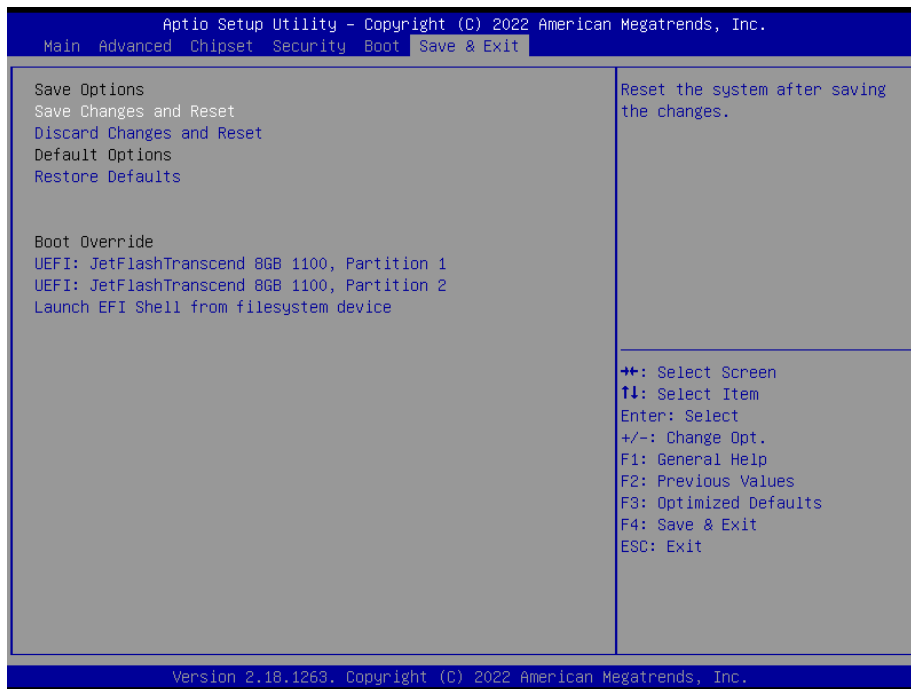 Aptio Setup Utility – Copyright (C) 2022 American Megatrends, Inc.
Main Advanced Chipset Security Boot Save & Exit
Save Options
Save Changes and Reset
Discard Changes and Reset
Default Options
Restore Defaults
Boot Override
UEFI: JetFlashTranscend 8GB 1100, Partition 1
UEFI: JetFlashTranscend 8GB 1100, Partition 2
Launch EFI Shell from filesystem device
Reset the system after saving
the changes.
→←: Select Screen
↑↓: Select Item
Enter: Select
+/-: Change Opt.
F1: General Help
F2: Previous Values
F3: Optimized Defaults
F4: Save & Exit
ESC: Exit
Version 2.18.1263. Copyright (C) 2022 American Megatrends, Inc.